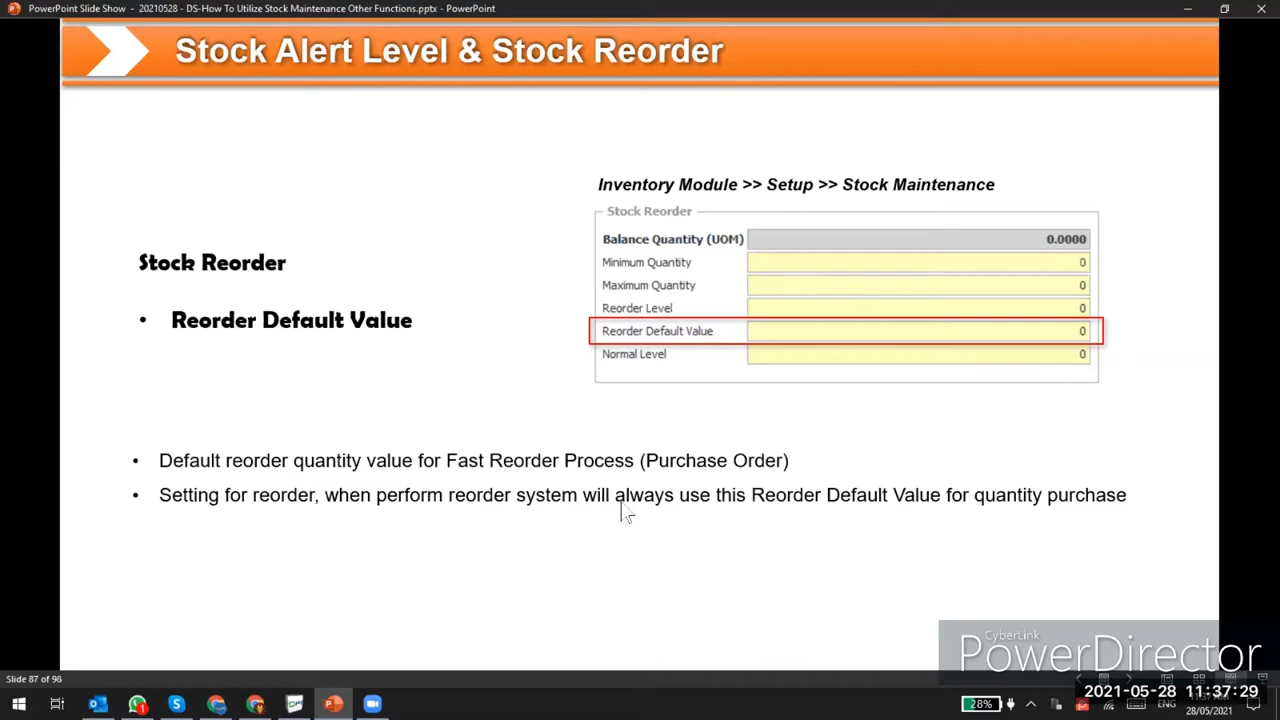 PowerPoint Slide Show - 20210528 - DS-How To Utilize Stock Maintenance Other Functions.pptx - PowerPoint
Stock Alert Level & Stock Reorder
Inventory Module >> Setup >> Stock Maintenance
Stock Reorder
Balance Quantity (UOM) 0.0000
Minimum Quantity 0
Maximum Quantity 0
Reorder Level 0
Reorder Default Value 0
Normal Level 0
Stock Reorder
• Reorder Default Value
• Default reorder quantity value for Fast Reorder Process (Purchase Order)
• Setting for reorder, when perform reorder system will always use this Reorder Default Value for quantity purchase
CyberLink
PowerDirector
Slide 87 of 98
2021-05-28 11:37:29
28%
ENG
28/05/2021